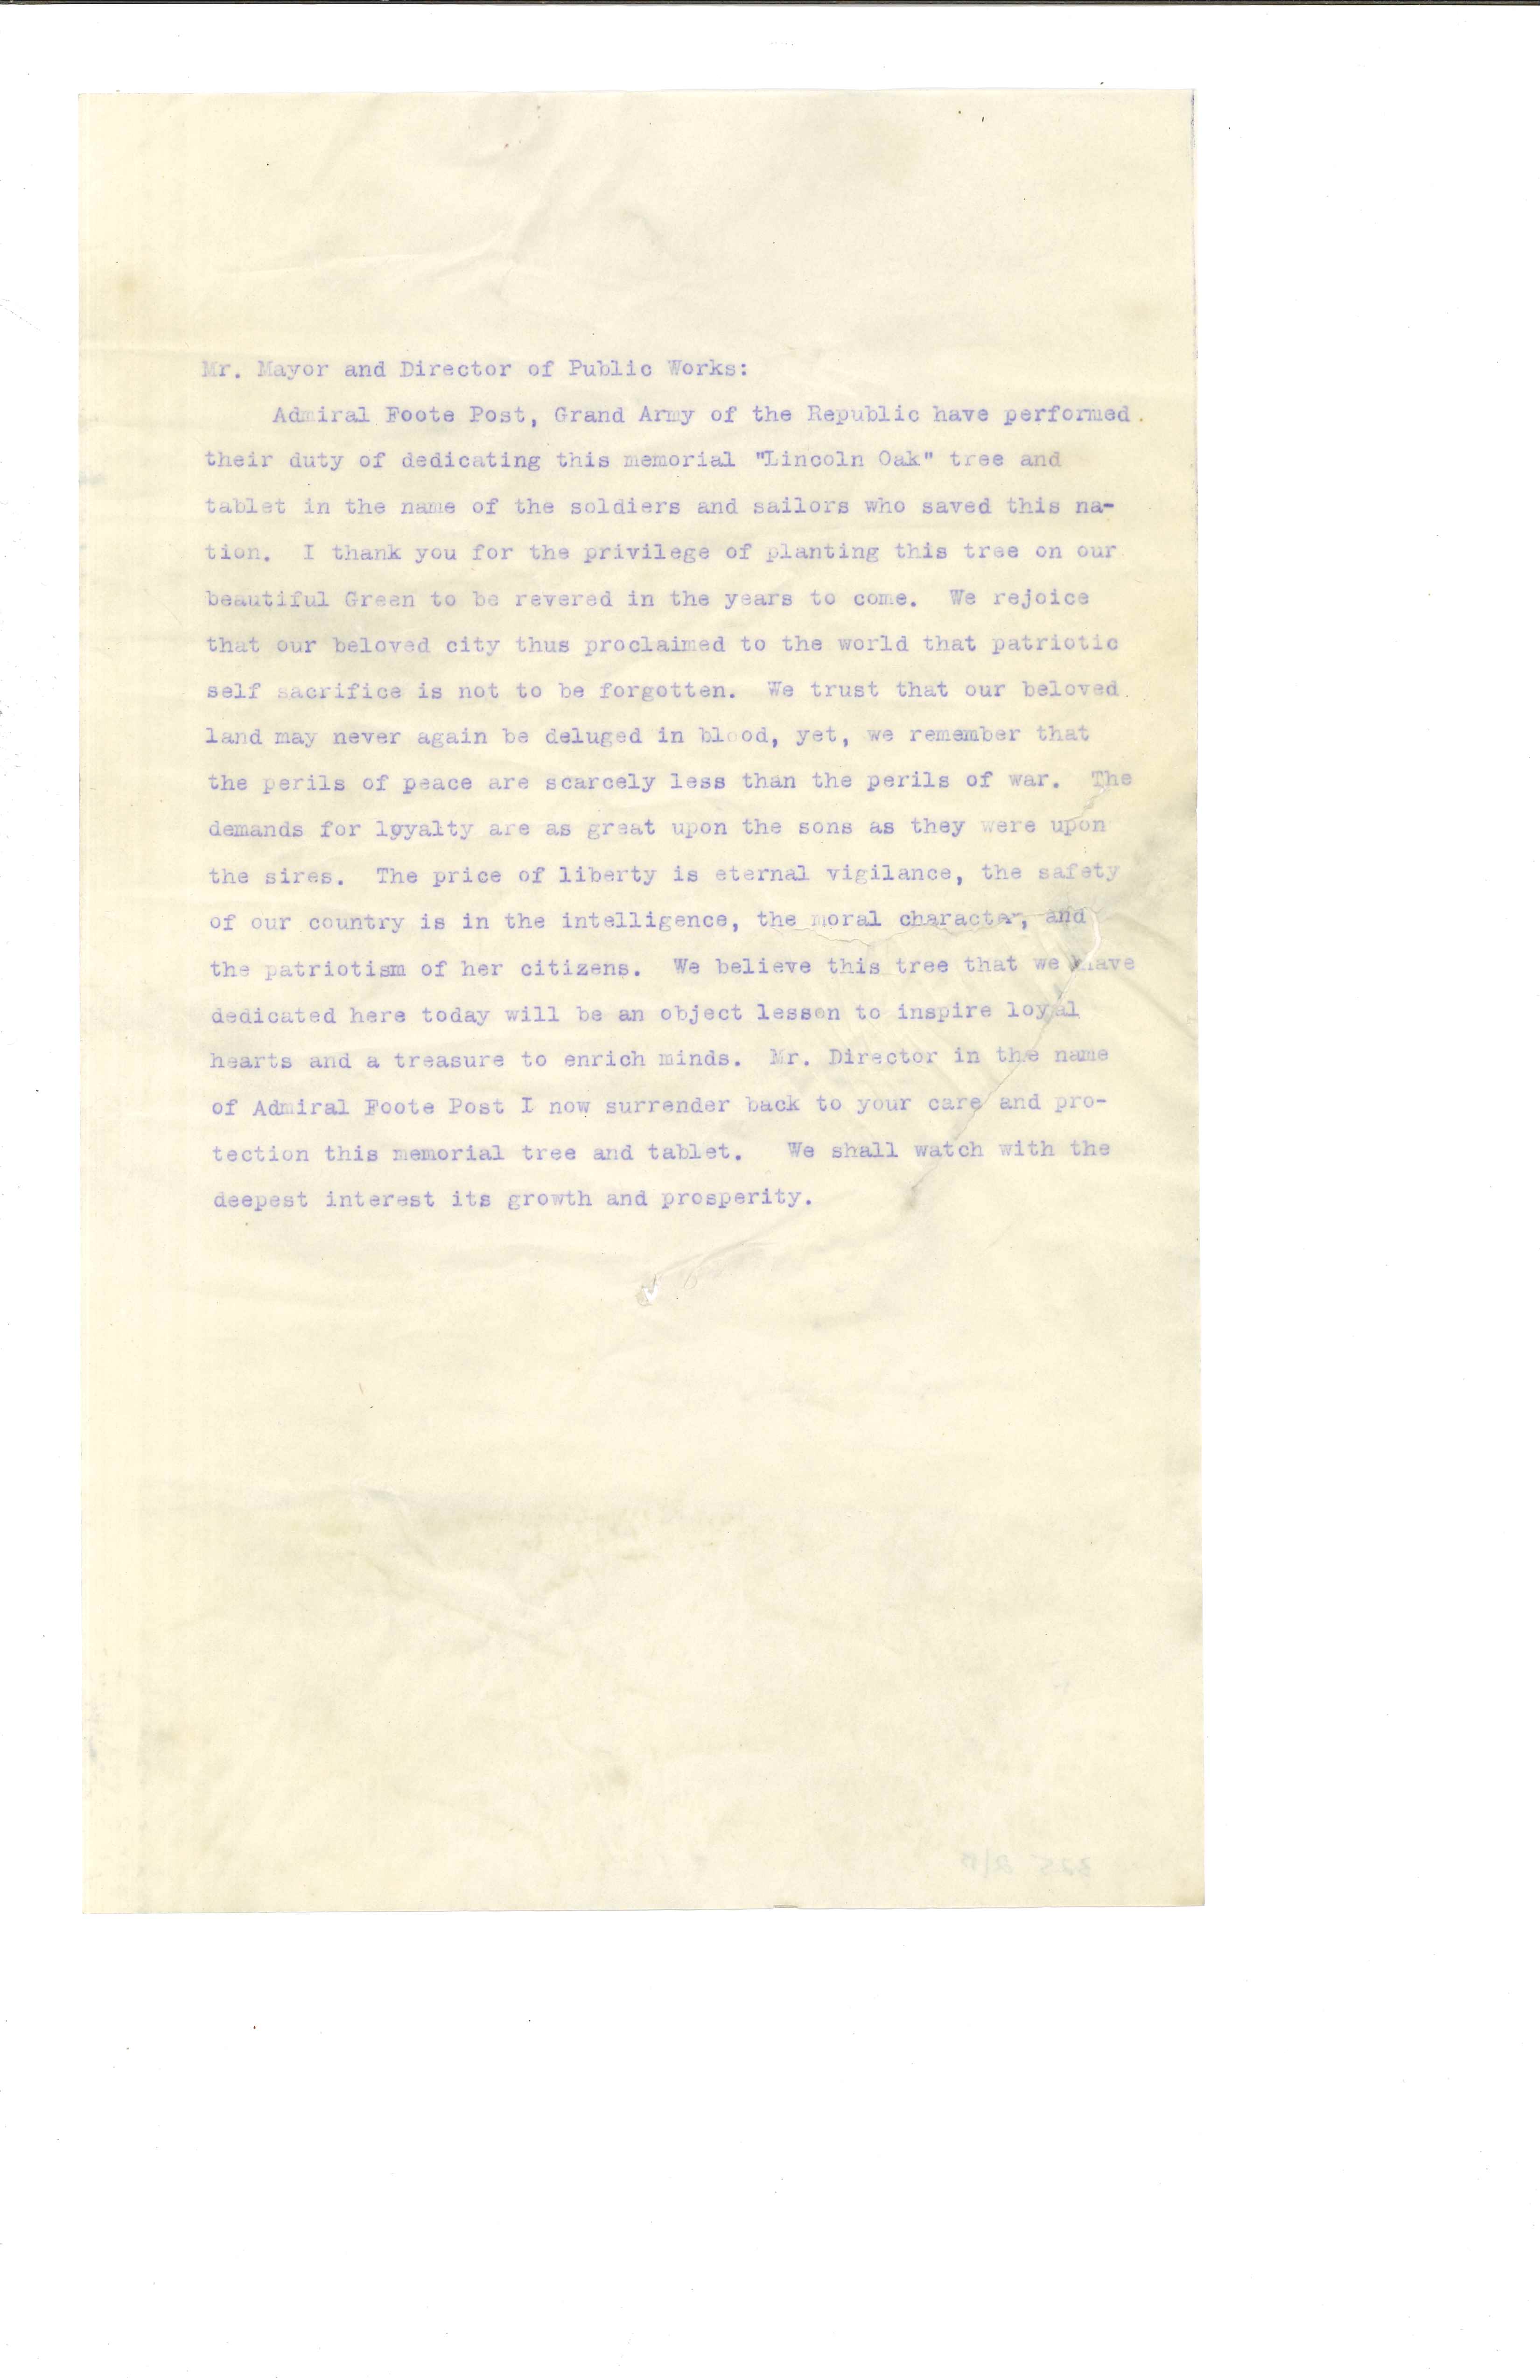 Mr. Mayor and Director of Public Works:
Admiral Foote Post, Grand Army of the Republic have performed.
their duty of dedicating this memorial "Lincoln Oak" tree and
tablet in the name of the soldiers and sailors who saved this na-
tion. I thank you for the privilege of planting this tree on our
beautiful Green to be revered in the years to come. We rejoice
that our beloved city thus proclaimed to the world that patriotic
self sacrifice is not to be forgotten. We trust that our beloved
land may never again be deluged in blood, yet, we remember that
the perils of peace are scarcely less than the perils of war. The
demands for loyalty are as great upon the sons as they were upon
the sires. The price of liberty is eternal vigilance, the safety
of our country is in the intelligence, the moral character, and
the patriotism of her citizens. We believe this tree that we have
dedicated here today will be an object lesson to inspire loyal
hearts and a treasure to enrich minds. Mr. Director in the name
of Admiral Foote Post I now surrender back to your care and pro-
tection this memorial tree and tablet. We shall watch with the
deepest interest its growth and prosperity.